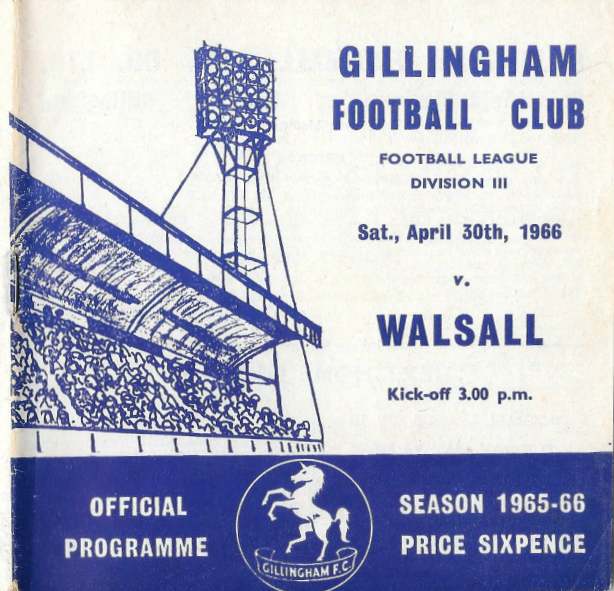 GILLINGHAM
FOOTBALL CLUB
FOOTBALL LEAGUE
DIVISION III
Sat., April 30th, 1966
v.
WALSALL
Kick-off 3.00 p.m.
OFFICIAL
PROGRAMME
GILLINGHAM F.C.
SEASON 1965-66
PRICE SIXPENCE